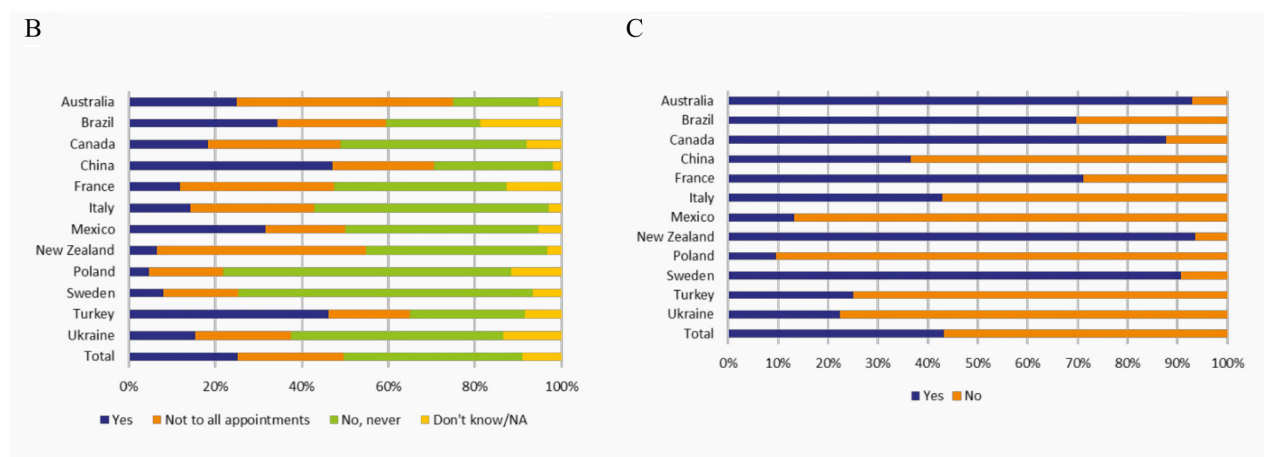 B
Australia
Brazil
Canada
China
France
Italy
Mexico
New Zealand
Poland
Sweden
Turkey
Ukraine
Total
0% 20% 40% 60% 80% 100%
Yes Not to all appointments No, never Don't know/NA
C
Australia
Brazil
Canada
China
France
Italy
Mexico
New Zealand
Poland
Sweden
Turkey
Ukraine
Total
0% 10% 20% 30% 40% 50% 60% 70% 80% 90% 100%
Yes No